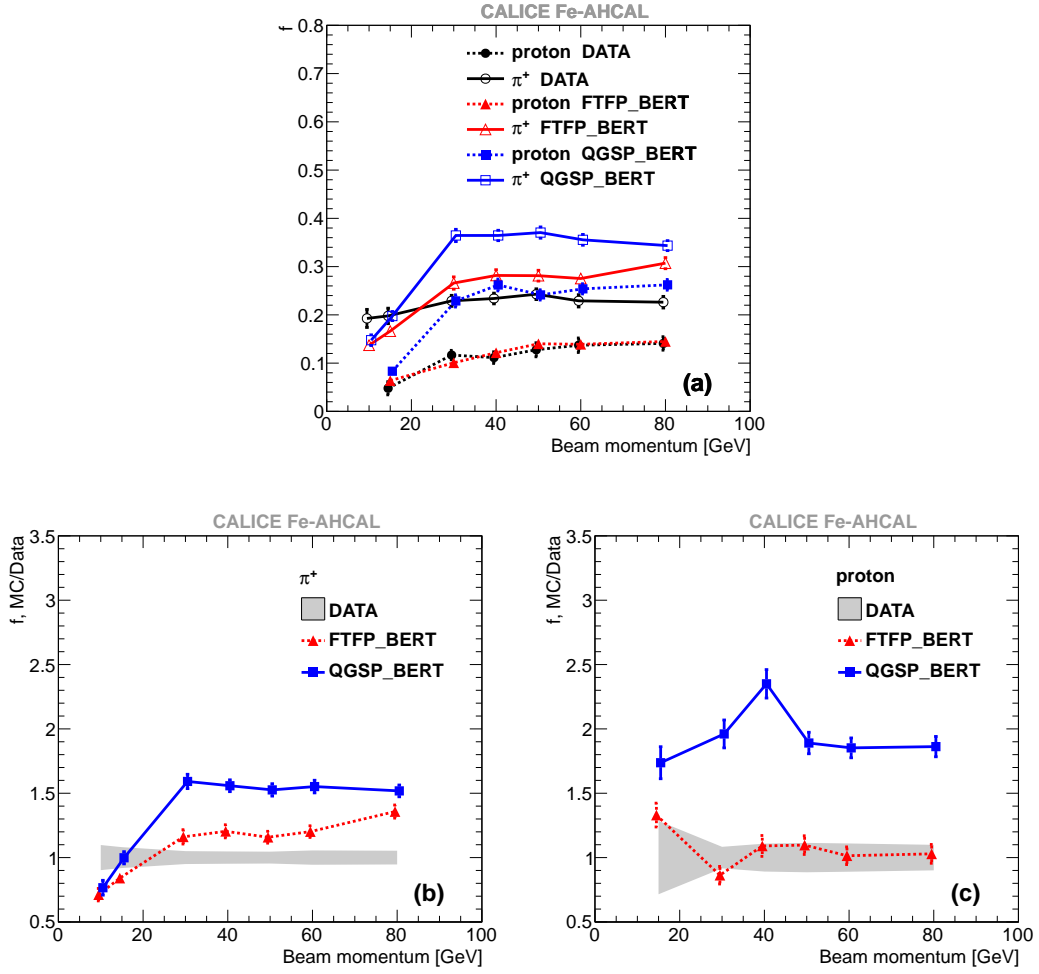 CALICE Fe-AHCAL
f
0.8
0.7
0.6
0.5
0.4
0.3
0.2
0.1
0
proton DATA
π+ DATA
proton FTFP_BERT
π+ FTFP_BERT
proton QGSP_BERT
π+ QGSP_BERT
(a)
0 20 40 60 80 100
Beam momentum [GeV]
CALICE Fe-AHCAL
f, MC/Data
3.5
3
2.5
2
1.5
1
0.5
π+
DATA
FTFP_BERT
QGSP_BERT
(b)
0 20 40 60 80 100
Beam momentum [GeV]
CALICE Fe-AHCAL
f, MC/Data
3.5
3
2.5
2
1.5
1
0.5
proton
DATA
FTFP_BERT
QGSP_BERT
(c)
0 20 40 60 80 100
Beam momentum [GeV]